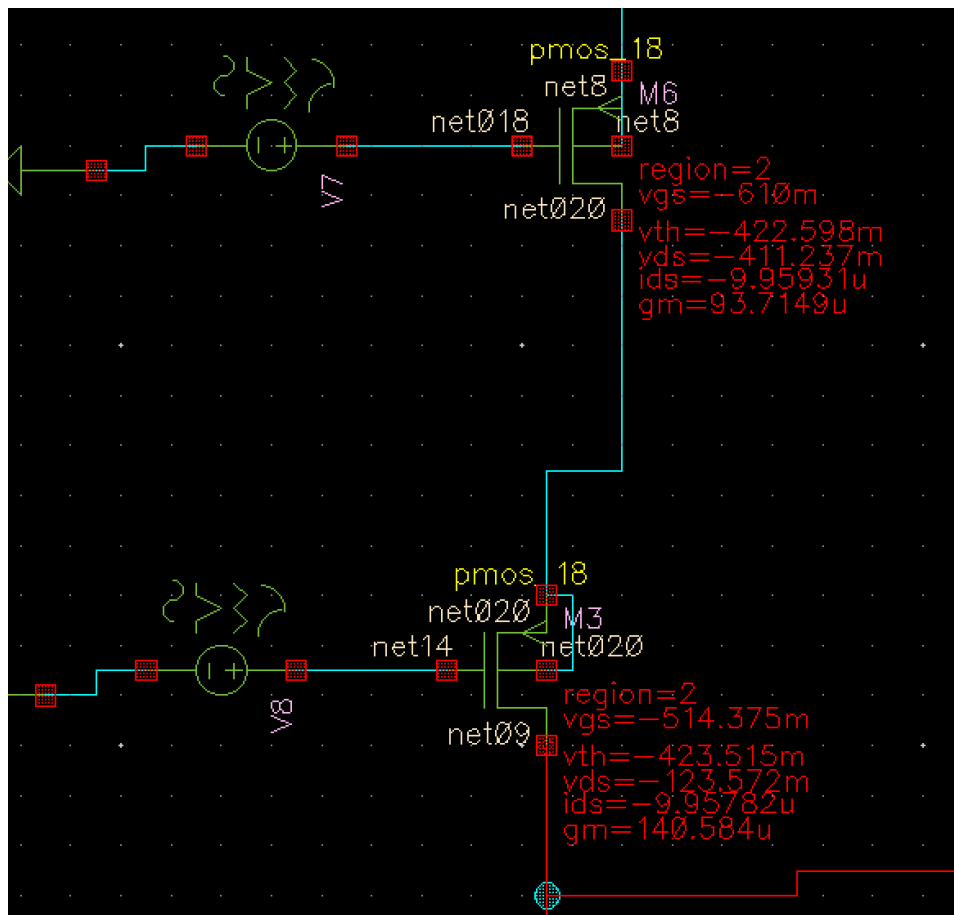 pmos_18
net8
M6
net018
net8
region=2
vgs=-610m
V7
net020
vth=-422.598m
vds=-411.237m
ids=-9.95931u
gm=93.7149u
pmos_18
net020
M3
net14
net020
region=2
vgs=-514.375m
V8
net09
vth=-423.515m
vds=-123.572m
ids=-9.95782u
gm=140.584u